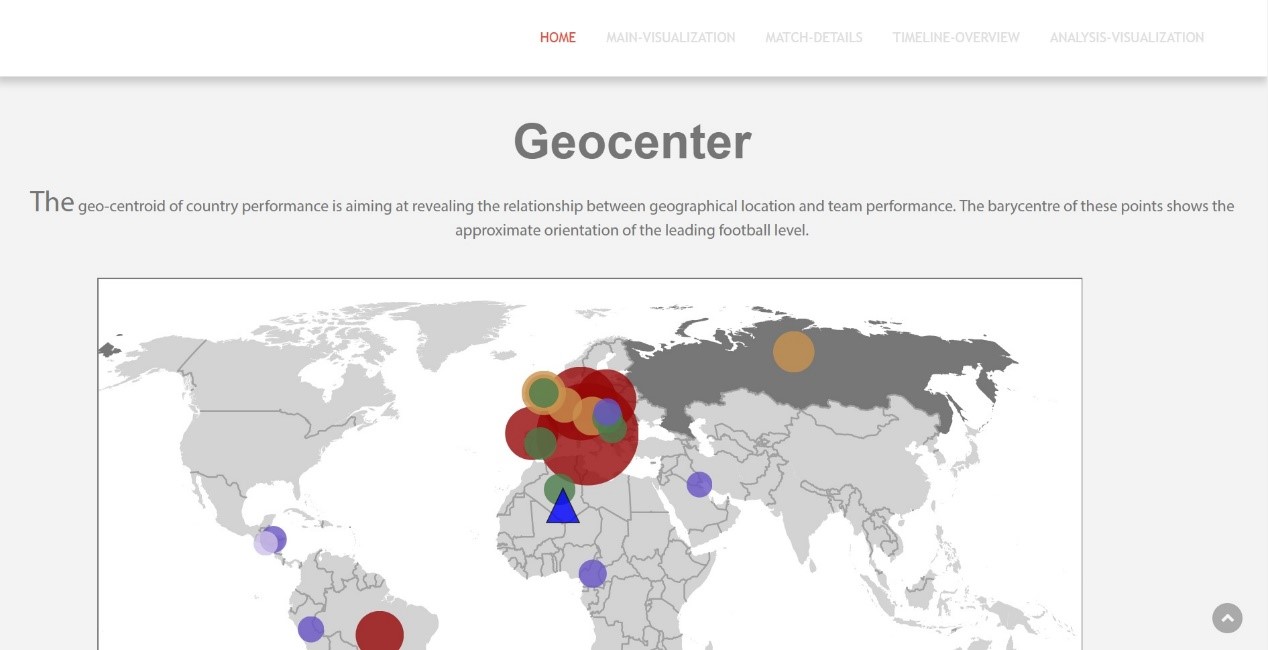 HOME MAIN-VISUALIZATION MATCH-DETAILS TIMELINE-OVERVIEW ANALYSIS-VISUALIZATION
Geocenter
The geo-centroid of country performance is aiming at revealing the relationship between geographical location and team performance. The barycentre of these points shows the
approximate orientation of the leading football level.